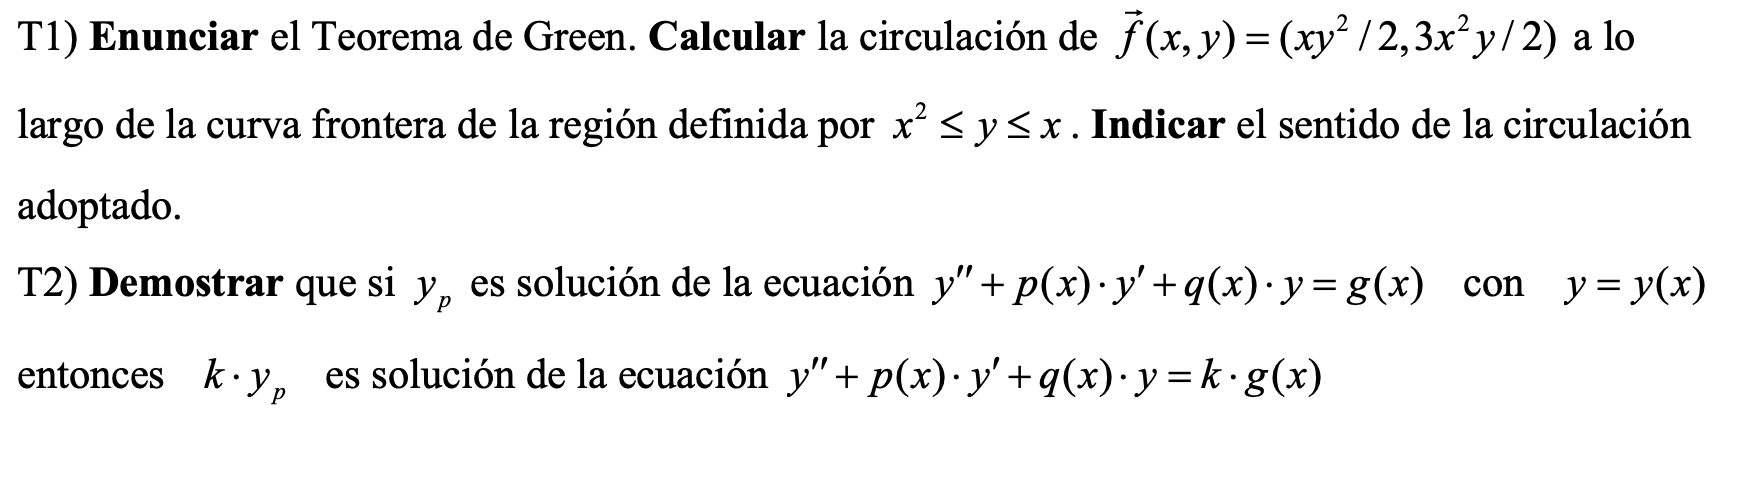 T1) Enunciar el Teorema de Green. Calcular la circulación de f⃗(x, y) = (xy² / 2, 3x²y / 2) a lo
largo de la curva frontera de la región definida por x² ≤ y ≤ x . Indicar el sentido de la circulación
adoptado.
T2) Demostrar que si yₚ es solución de la ecuación y″ + p(x) · y′ + q(x) · y = g(x) con y = y(x)
entonces k · yₚ es solución de la ecuación y″ + p(x) · y′ + q(x) · y = k · g(x)